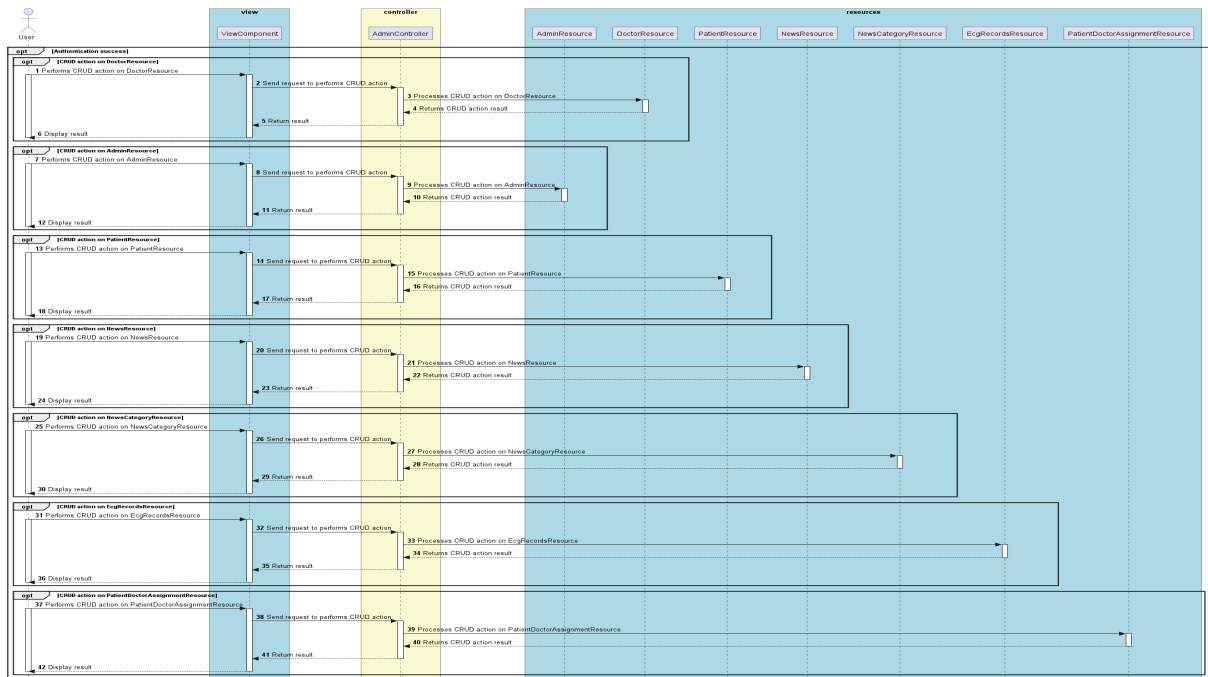 view
controller
resources
User
ViewComponent
AdminController
AdminResource
DoctorResource
PatientResource
NewsResource
NewsCategoryResource
EcgRecordsResource
PatientDoctorAssignmentResource
opt [Authentication success]
opt [CRUD action on DoctorResource]
1 Performs CRUD action on DoctorResource
2 Send request to performs CRUD action
3 Processes CRUD action on DoctorResource
4 Returns CRUD action result
5 Return result
6 Display result
opt [CRUD action on AdminResource]
7 Performs CRUD action on AdminResource
8 Send request to performs CRUD action
9 Processes CRUD action on AdminResource
10 Returns CRUD action result
11 Return result
12 Display result
opt [CRUD action on PatientResource]
13 Performs CRUD action on PatientResource
14 Send request to performs CRUD action
15 Processes CRUD action on PatientResource
16 Returns CRUD action result
17 Return result
18 Display result
opt [CRUD action on NewsResource]
19 Performs CRUD action on NewsResource
20 Send request to performs CRUD action
21 Processes CRUD action on NewsResource
22 Returns CRUD action result
23 Return result
24 Display result
opt [CRUD action on NewsCategoryResource]
25 Performs CRUD action on NewsCategoryResource
26 Send request to performs CRUD action
27 Processes CRUD action on NewsCategoryResource
28 Returns CRUD action result
29 Return result
30 Display result
opt [CRUD action on EcgRecordsResource]
31 Performs CRUD action on EcgRecordsResource
32 Send request to performs CRUD action
33 Processes CRUD action on EcgRecordsResource
34 Returns CRUD action result
35 Return result
36 Display result
opt [CRUD action on PatientDoctorAssignmentResource]
37 Performs CRUD action on PatientDoctorAssignmentResource
38 Send request to performs CRUD action
39 Processes CRUD action on PatientDoctorAssignmentResource
40 Returns CRUD action result
41 Return result
42 Display result